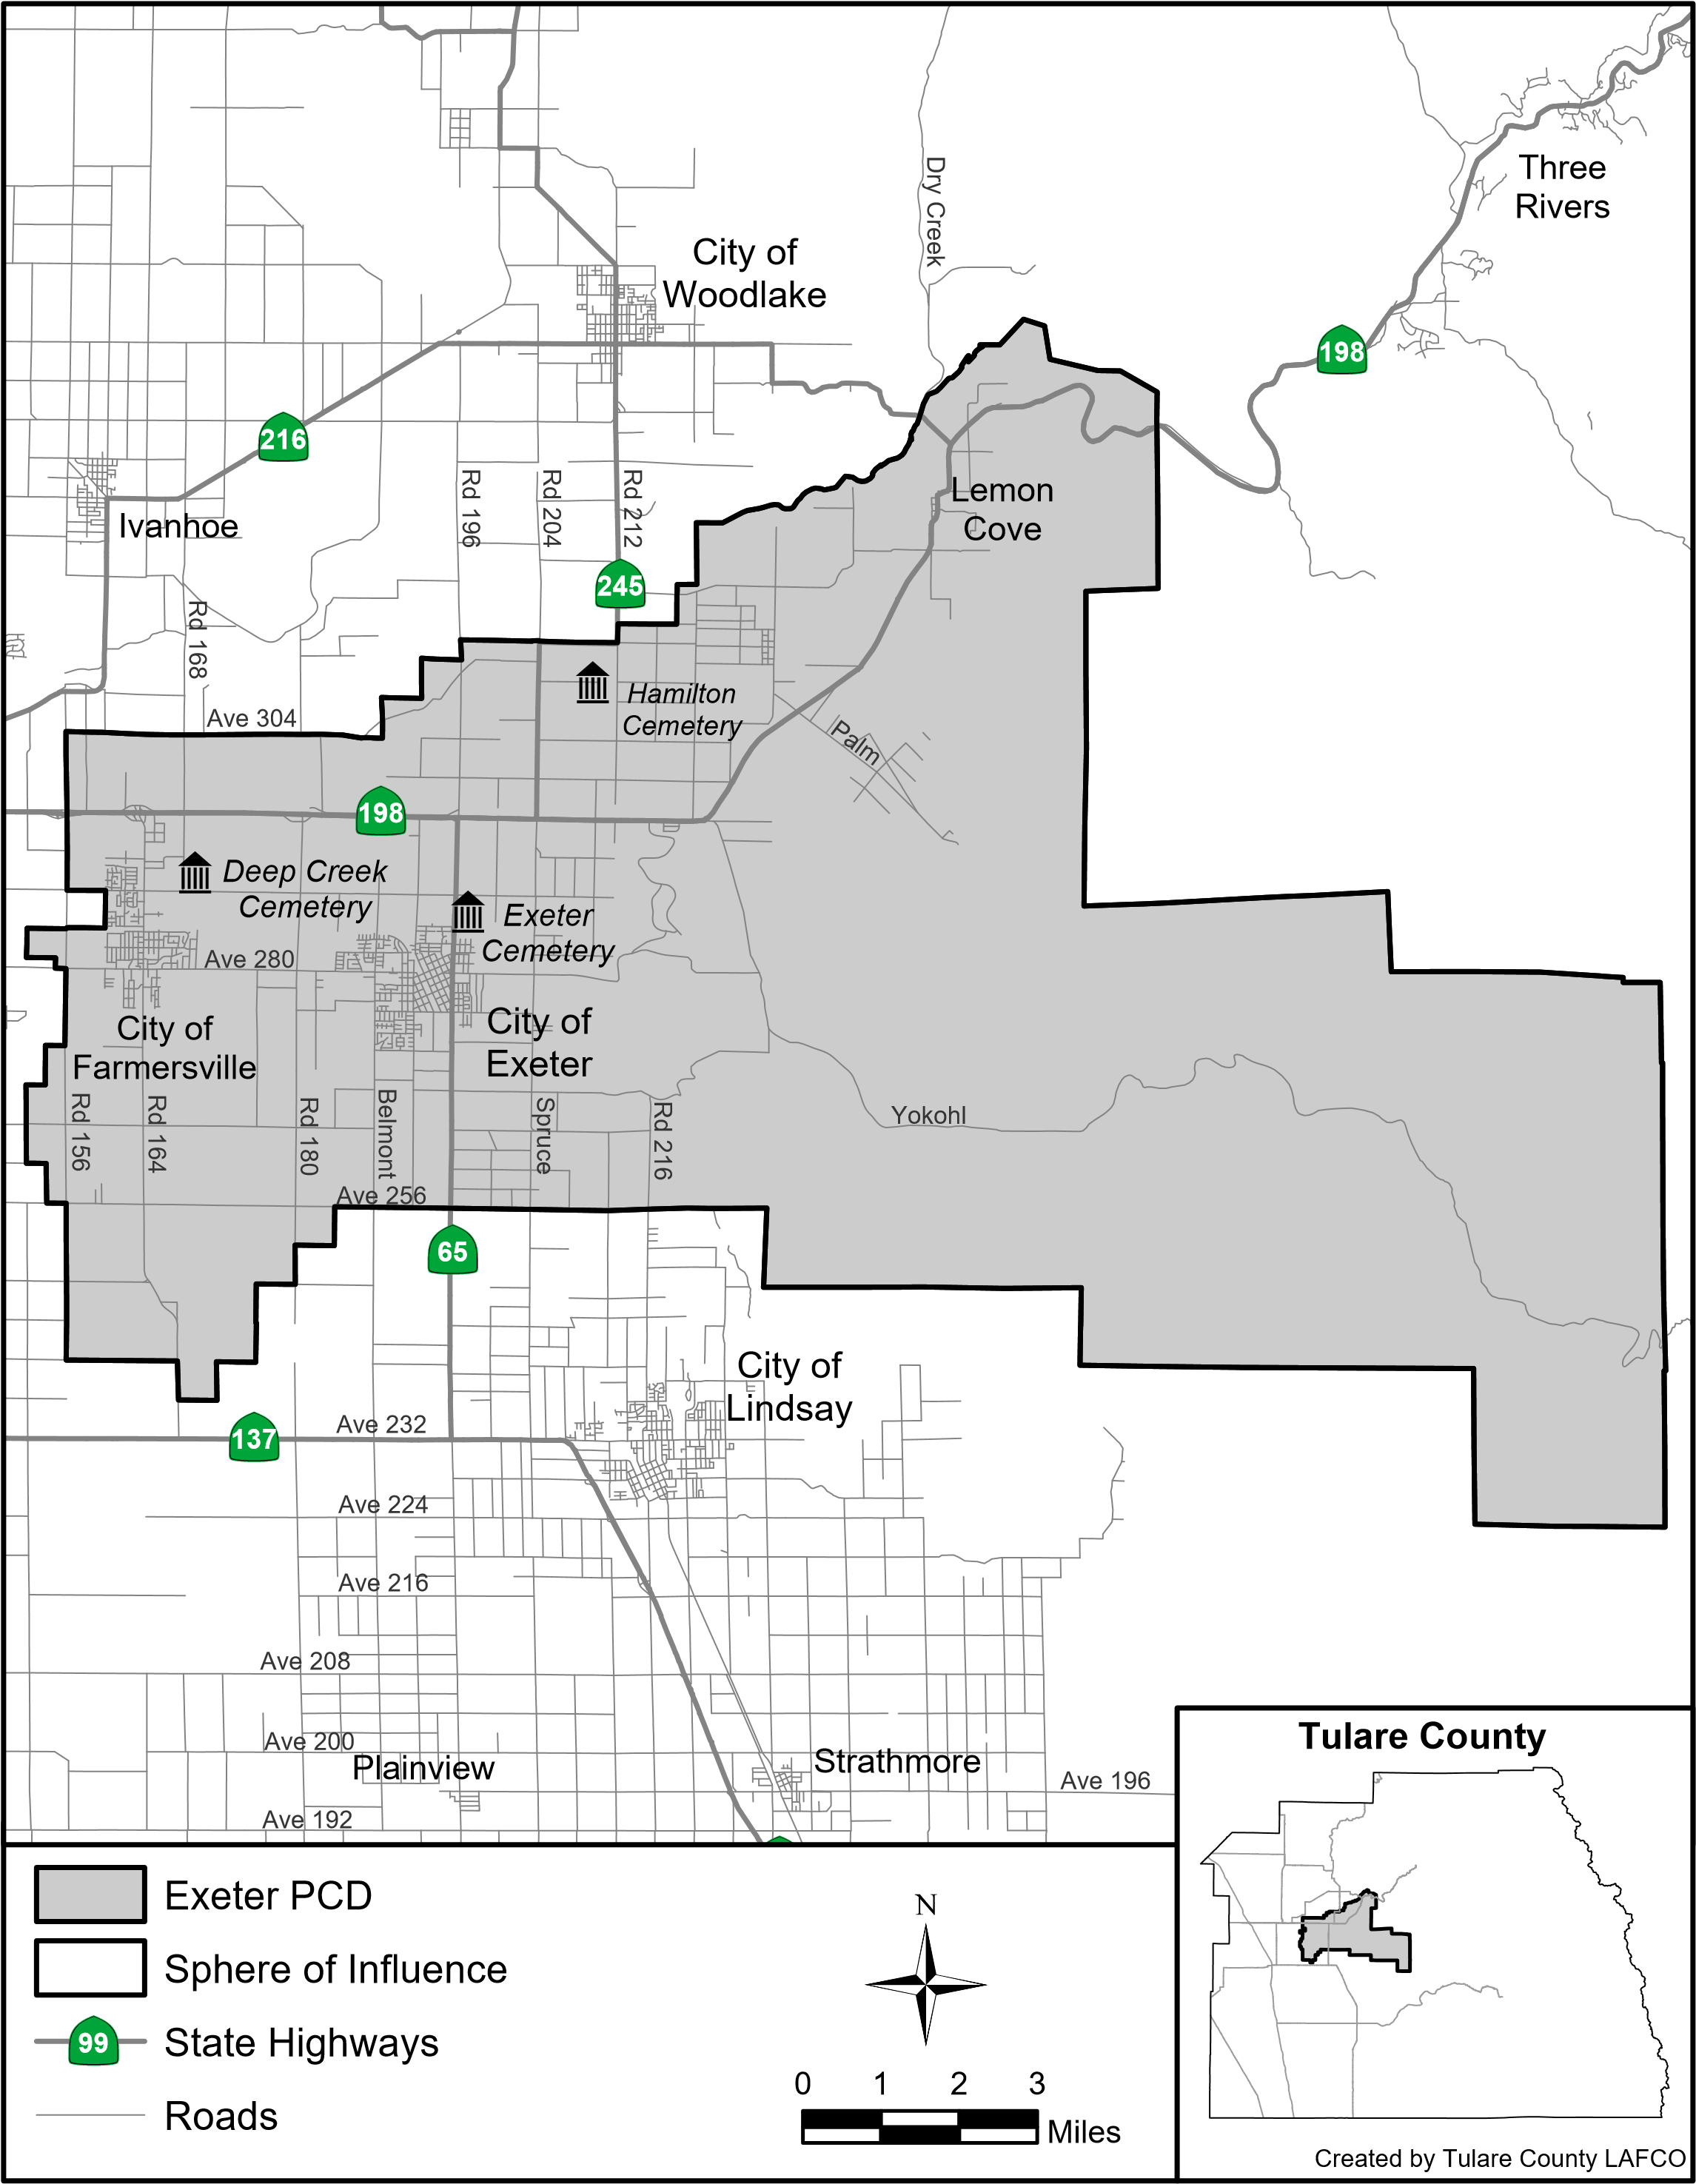 Three
Rivers
Dry Creek
City of
Woodlake
198
216
Ivanhoe
Rd 196
Rd 204
Rd 212
Lemon
Cove
245
Rd 168
Hamilton
Cemetery
Ave 304
Palm
198
Deep Creek
Cemetery
Exeter
Cemetery
Ave 280
City of
Farmersville
City of
Exeter
Rd 156
Rd 164
Rd 180
Belmont
Spruce
Rd 216
Yokohl
Ave 256
65
City of
Lindsay
137
Ave 232
Ave 224
Ave 216
Ave 208
Ave 200
Plainview
Strathmore
Ave 196
Ave 192
Tulare County
Exeter PCD
Sphere of Influence
99
State Highways
Roads
N
0 1 2 3
Miles
Created by Tulare County LAFCO